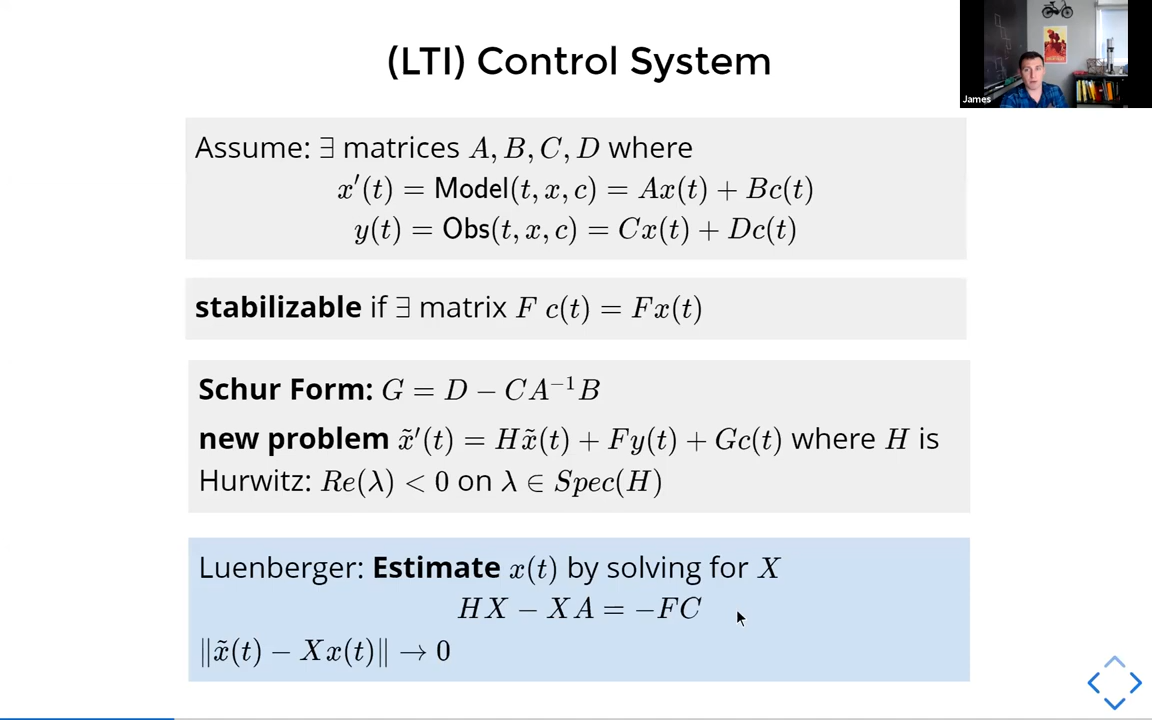 (LTI) Control System
James
Assume: ∃ matrices A, B, C, D where
x′(t) = Model(t, x, c) = Ax(t) + Bc(t)
y(t) = Obs(t, x, c) = Cx(t) + Dc(t)
stabilizable if ∃ matrix F c(t) = Fx(t)
Schur Form: G = D − CA⁻¹B
new problem x̃′(t) = Hx̃(t) + Fy(t) + Gc(t) where H is
Hurwitz: Re(λ) < 0 on λ ∈ Spec(H)
Luenberger: Estimate x(t) by solving for X
HX − XA = −FC
‖x̃(t) − Xx(t)‖ → 0